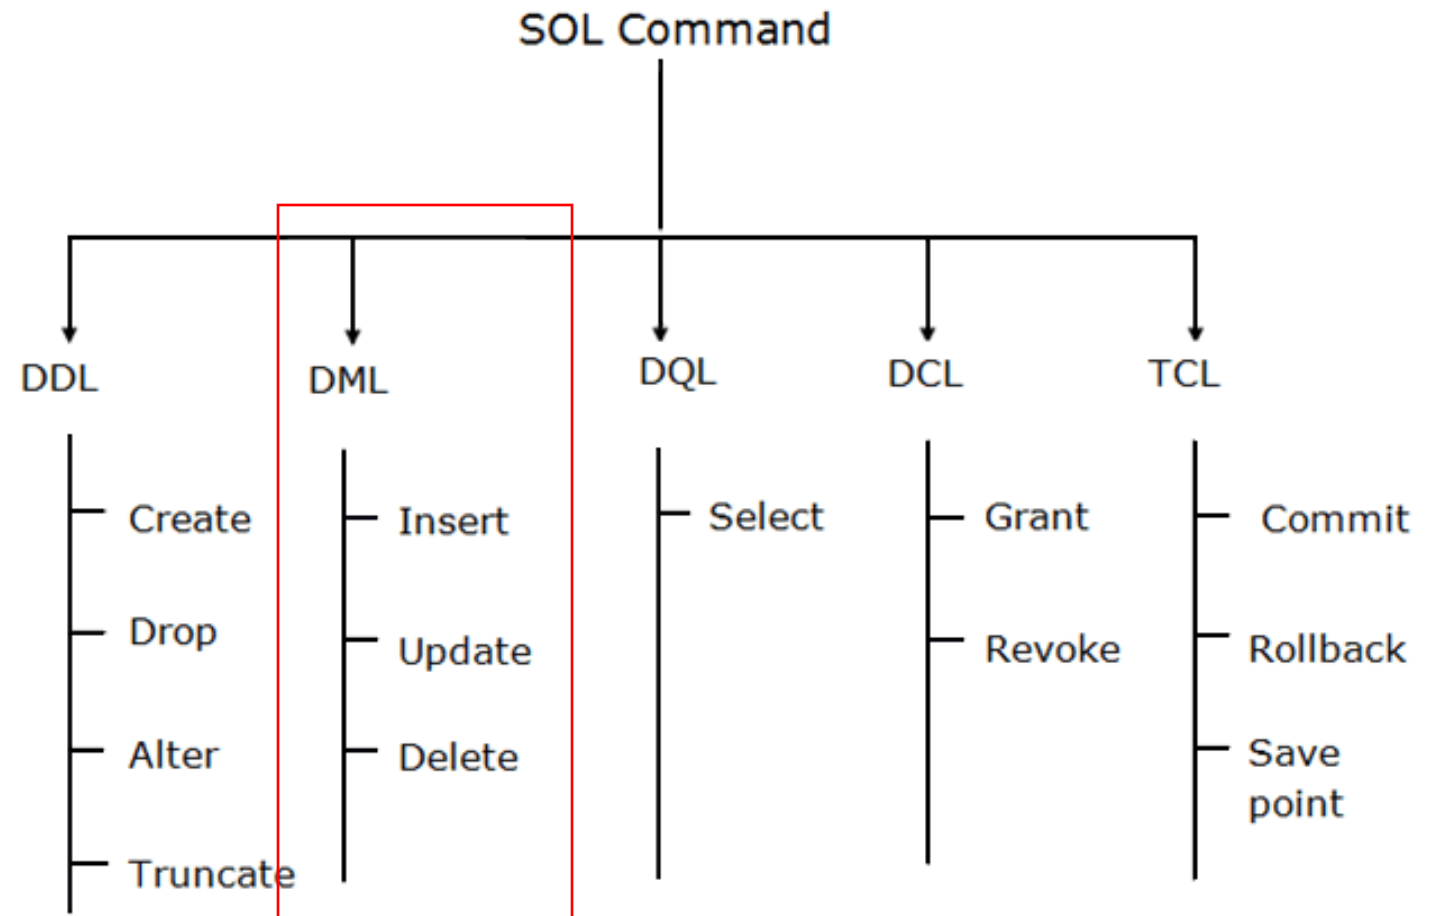 SOL Command
DDL
DML
DQL
DCL
TCL
Create
Drop
Alter
Truncate
Insert
Update
Delete
Select
Grant
Revoke
Commit
Rollback
Save
point